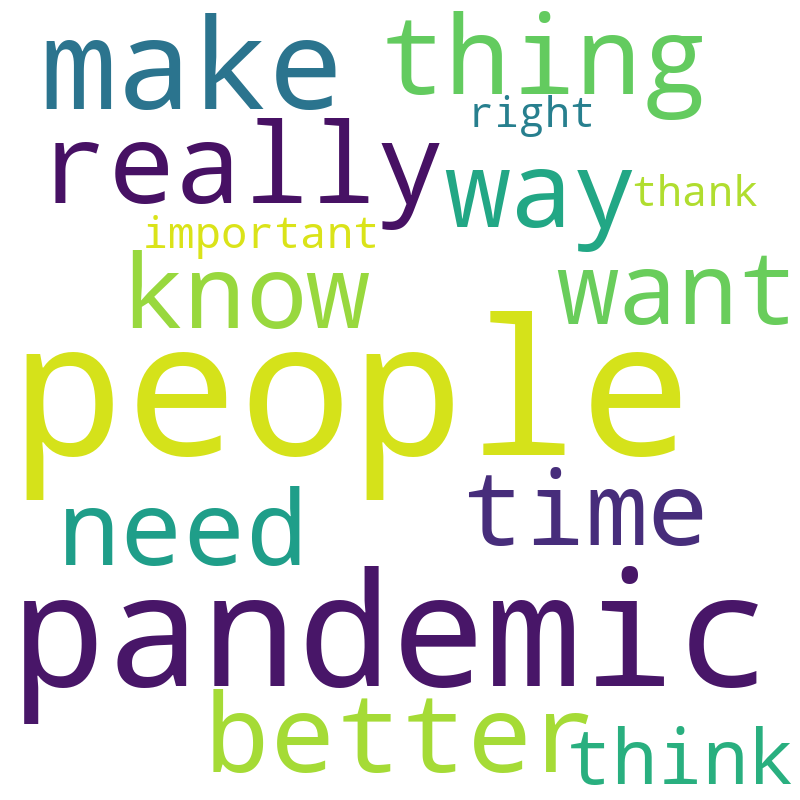 make thing
right
really way thank
important
know want
people
need time
pandemic
better think